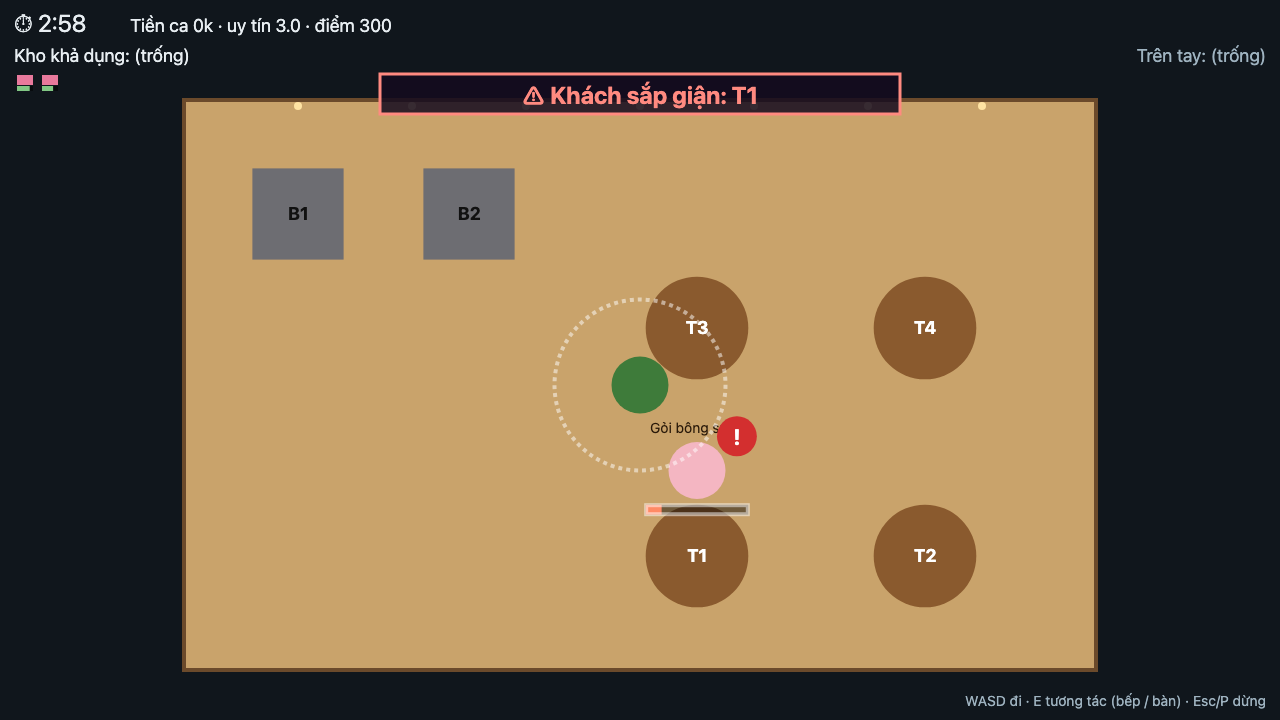 ⏱ 2:58
Tiền ca 0k · uy tín 3.0 · điểm 300
Kho khả dụng: (trống)
Trên tay: (trống)
⚠ Khách sắp giận: T1
B1
B2
T3
T4
Gỏi bông
!
T1
T2
WASD đi · E tương tác (bếp / bàn) · Esc/P dừng